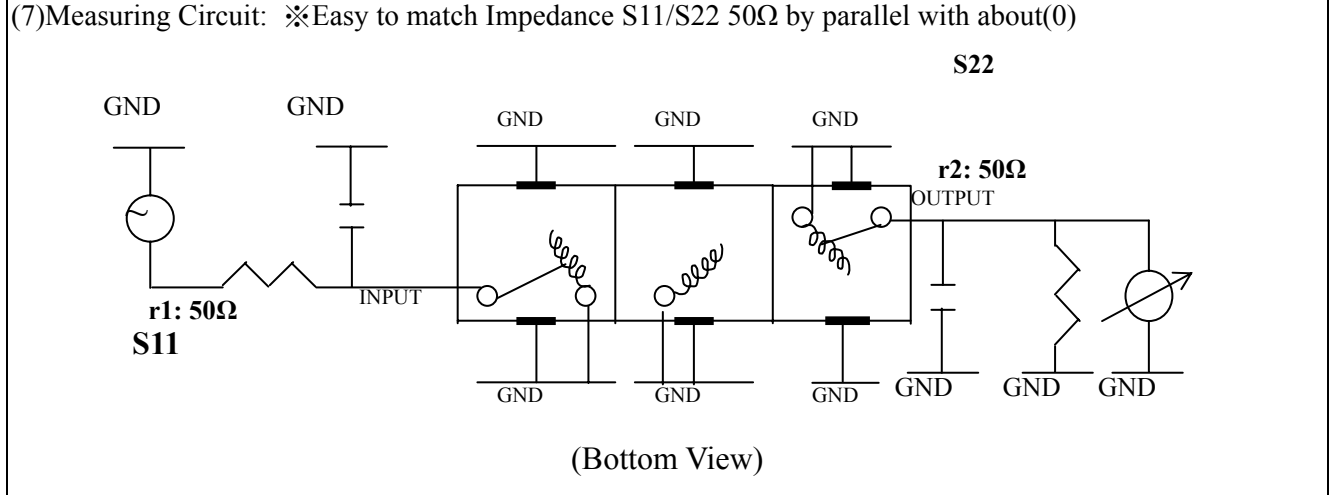 (7)Measuring Circuit: ※Easy to match Impedance S11/S22 50Ω by parallel with about(0)
S22
GND GND GND GND GND
r2: 50Ω
OUTPUT
INPUT
r1: 50Ω
S11
GND GND GND GND GND GND
(Bottom View)